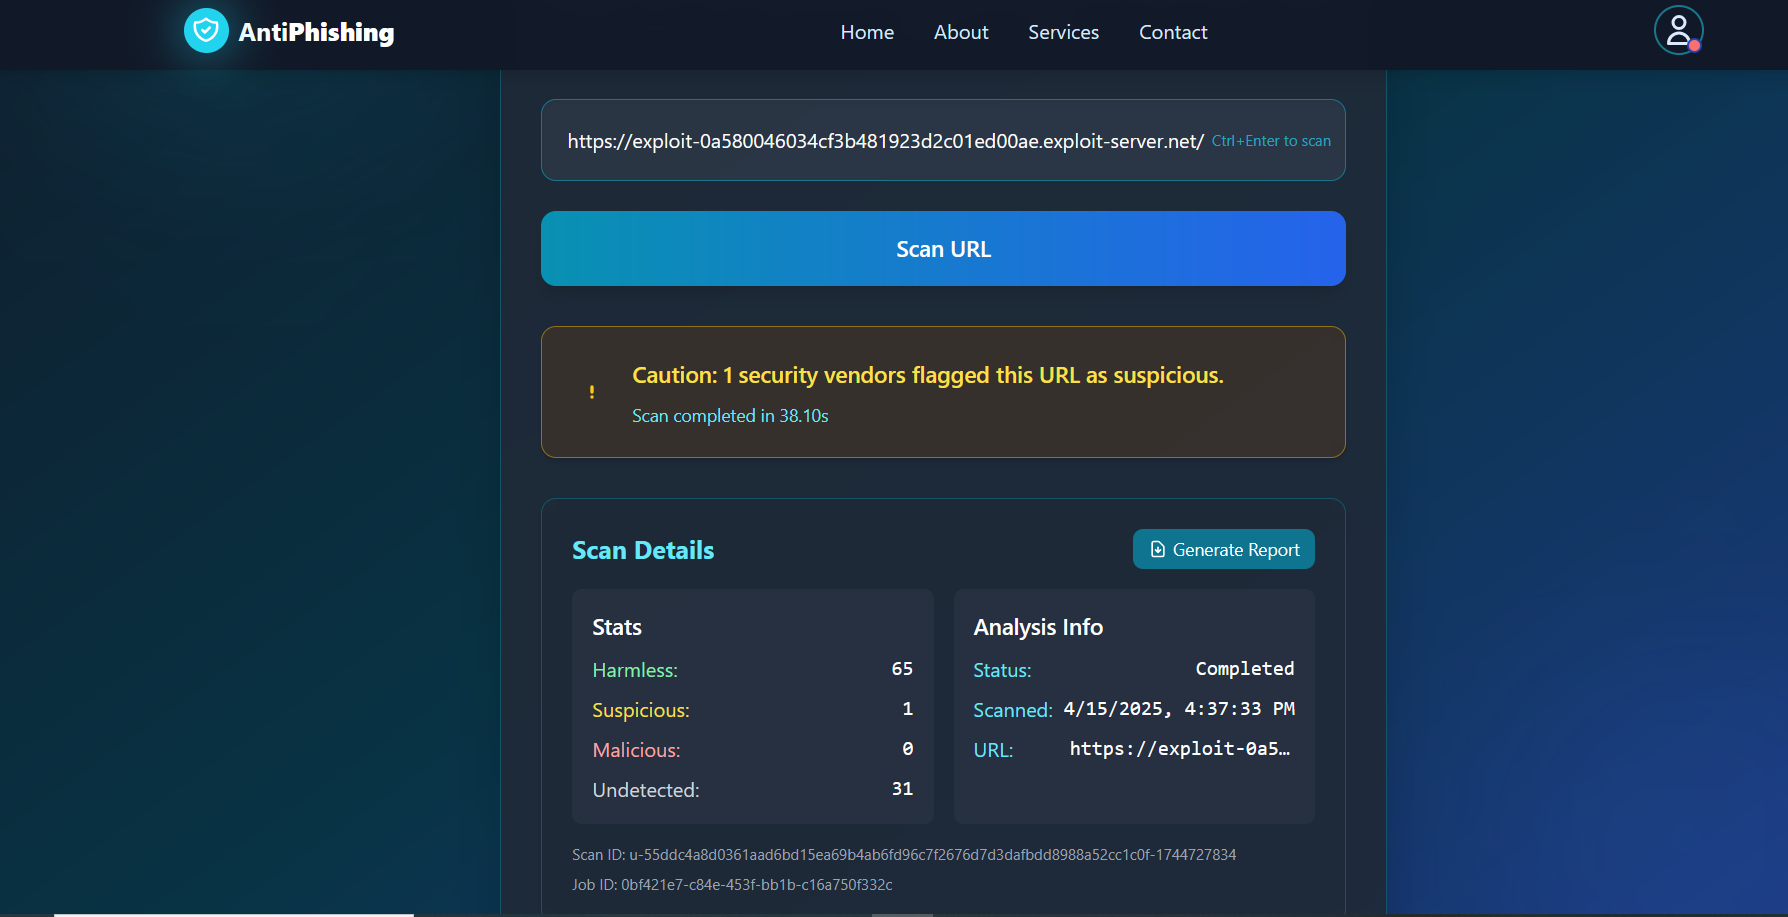 AntiPhishing
Home About Services Contact
https://exploit-0a580046034cf3b481923d2c01ed00ae.exploit-server.net/ Ctrl+Enter to scan
Scan URL
Caution: 1 security vendors flagged this URL as suspicious.
Scan completed in 38.10s
Scan Details
Generate Report
Stats
Harmless: 65
Suspicious: 1
Malicious: 0
Undetected: 31
Analysis Info
Status: Completed
Scanned: 4/15/2025, 4:37:33 PM
URL: https://exploit-0a5…
Scan ID: u-55ddc4a8d0361aad6bd15ea69b4ab6fd96c7f2676d7d3dafbdd8988a52cc1c0f-1744727834
Job ID: 0bf421e7-c84e-453f-bb1b-c16a750f332c